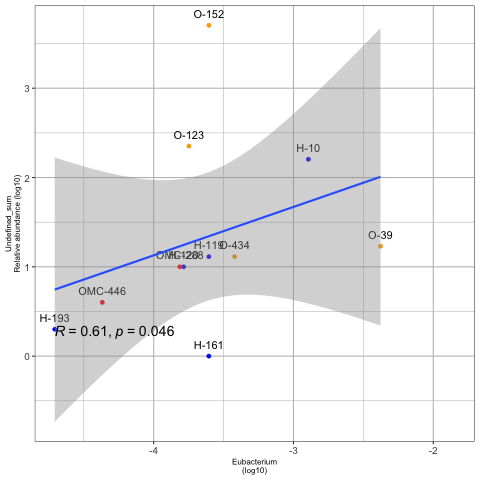 O-152
3
O-123
H-10
2
O-39
H-119
O-434
1
OMC-446
H-193
R = 0.61, p = 0.046
H-161
0
Undefined_sum
Relative abundance (log10)
-4
-3
-2
Eubacterium
(log10)